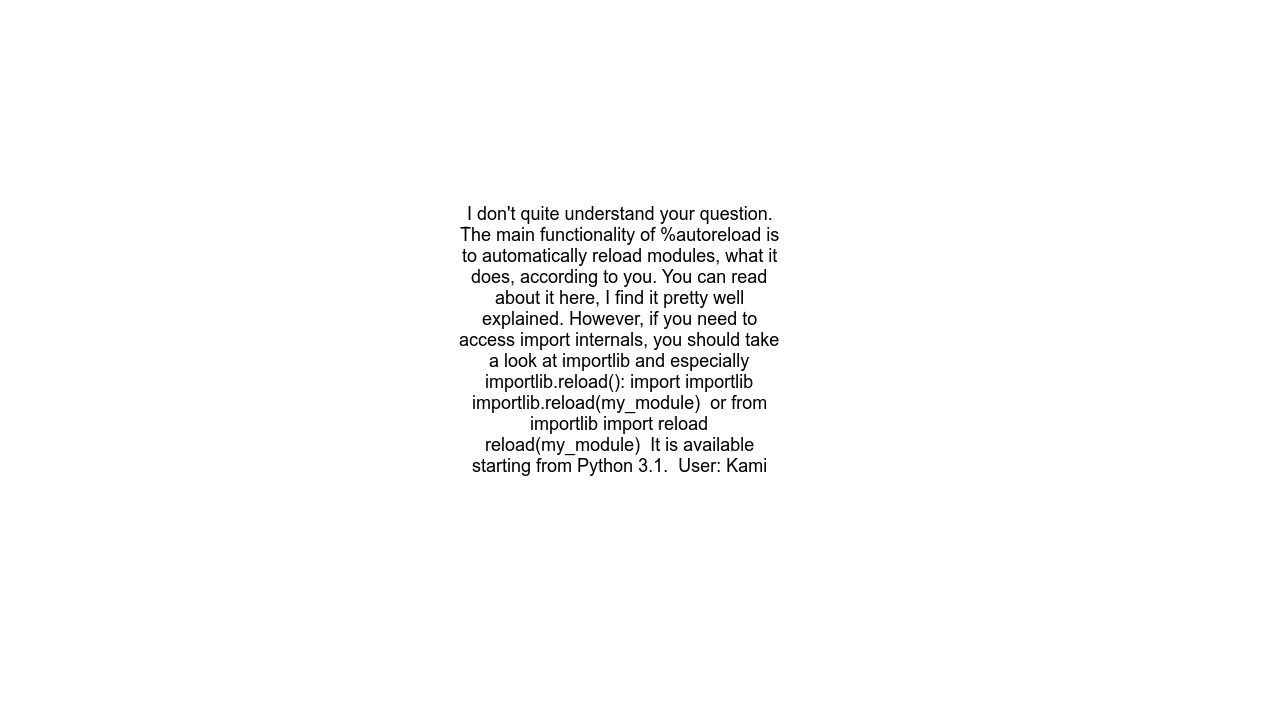 I don't quite understand your question.
The main functionality of %autoreload is
to automatically reload modules, what it
does, according to you. You can read
about it here, I find it pretty well
explained. However, if you need to
access import internals, you should take
a look at importlib and especially
importlib.reload(): import importlib
importlib.reload(my_module)  or from
importlib import reload
reload(my_module)  It is available
starting from Python 3.1.  User: Kami